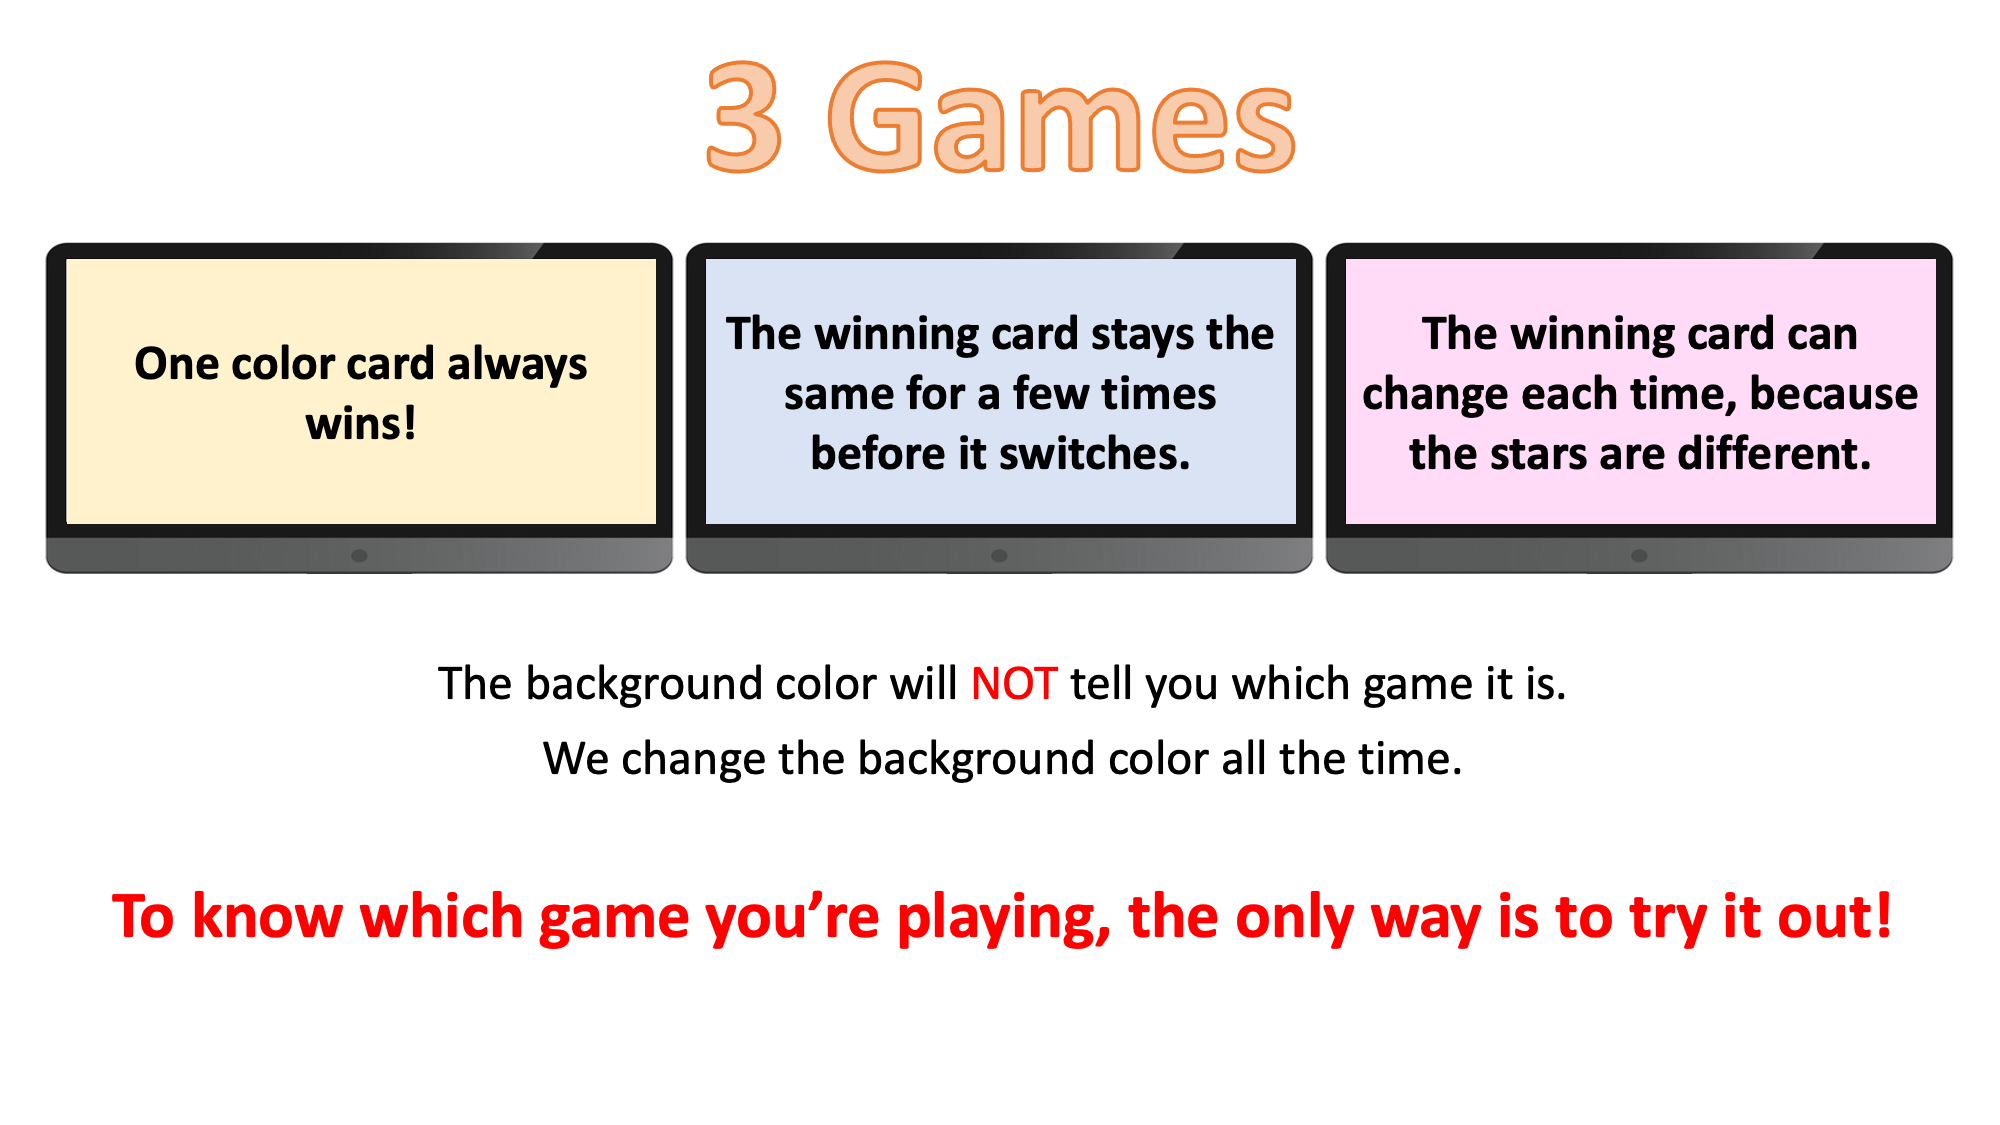 3 Games
One color card always
wins!
The winning card stays the
same for a few times
before it switches.
The winning card can
change each time, because
the stars are different.
The background color will NOT tell you which game it is.
We change the background color all the time.
To know which game you’re playing, the only way is to try it out!